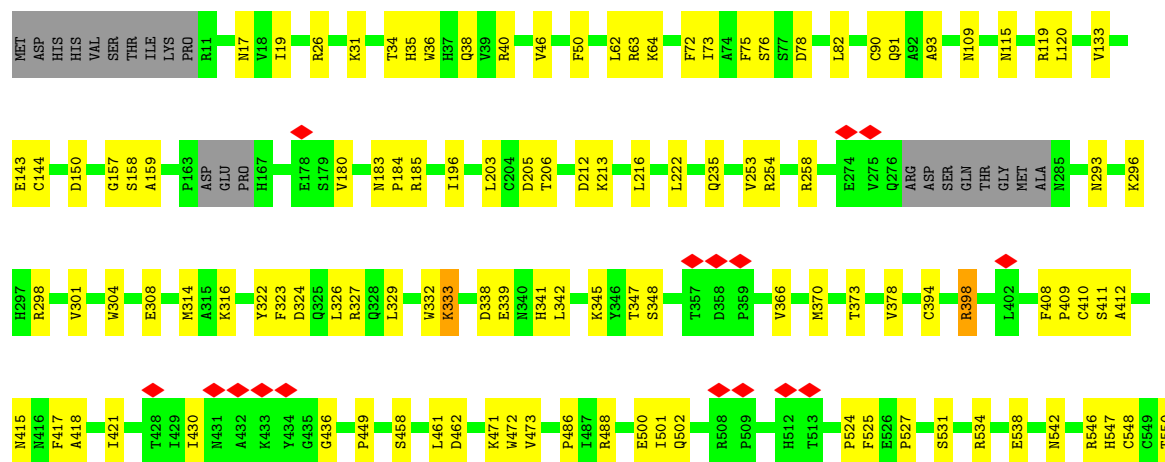 MET ASP HIS HIS VAL SER THR ILE LYS PRO R11 N17 V18 I19 R26 K31 T34 H35 W36 H37 Q38 V39 R40 V46 F50 L62 R63 K64 F72 I73 A74 F75 S76 S77 D78 L82 C90 Q91 A92 A93 N109 N115 R119 L120 V133
E143 C144 D150 G157 S158 A159 P163 ASP GLU PRO H167 E178 S179 V180 N183 P184 R185 I196 L203 C204 D205 T206 D212 K213 L216 L222 Q235 V253 R254 R258 E274 V275 Q276 ARG ASP SER GLN THR GLY MET ALA N285 N293 K296
H297 R298 V301 W304 E308 M314 A315 K316 Y322 F323 D324 Q325 L326 R327 Q328 L329 W332 K333 D338 E339 N340 H341 L342 K345 Y346 T347 S348 T357 D358 P359 V366 M370 T373 V378 C394 R398 L402 F408 P409 C410 S411 A412
N415 N416 F417 A418 I421 T428 I429 I430 N431 A432 K433 Y434 G435 G436 P449 S458 L461 D462 K471 W472 V473 P486 I487 R488 E500 I501 Q502 R508 P509 H512 T513 P524 F525 E526 P527 S531 R534 E538 N542 R546 H547 C548 C549 T550